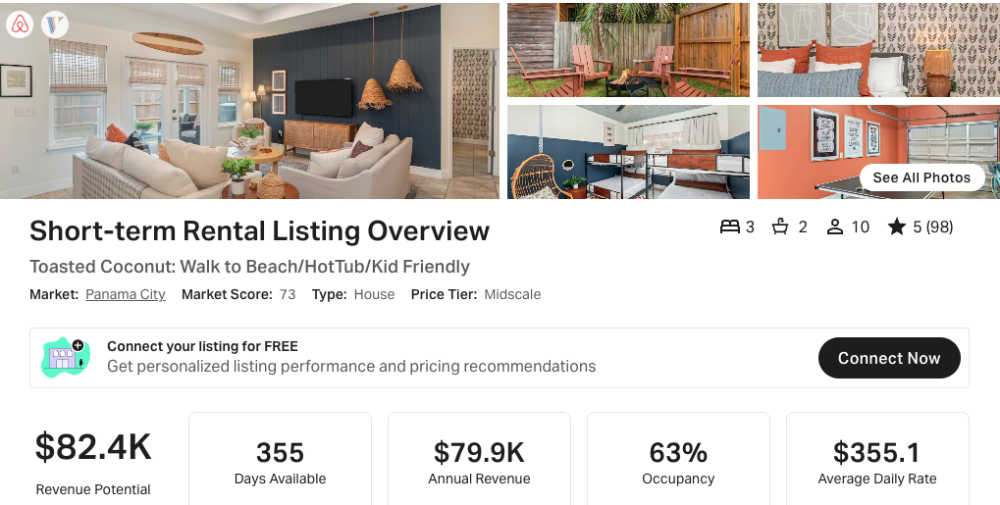 See All Photos
Short-term Rental Listing Overview
3 2 10 5 (98)
Toasted Coconut: Walk to Beach/HotTub/Kid Friendly
Market: Panama City Market Score: 73 Type: House Price Tier: Midscale
Connect your listing for FREE
Get personalized listing performance and pricing recommendations
Connect Now
$82.4K
Revenue Potential
355
Days Available
$79.9K
Annual Revenue
63%
Occupancy
$355.1
Average Daily Rate